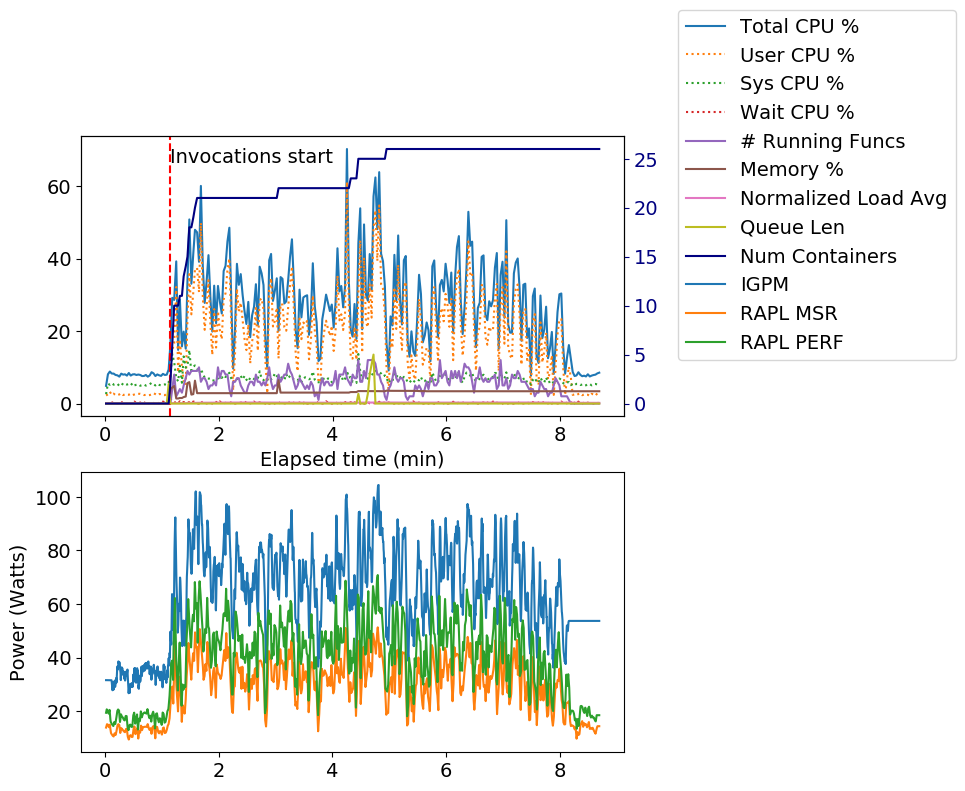 Total CPU %
User CPU %
Sys CPU %
Wait CPU %
# Running Funcs
Memory %
Normalized Load Avg
Queue Len
Num Containers
IGPM
RAPL MSR
RAPL PERF
Invocations start
60
40
20
0
25
20
15
10
5
0
0 2 4 6 8
Elapsed time (min)
Power (Watts)
100
80
60
40
20
0 2 4 6 8